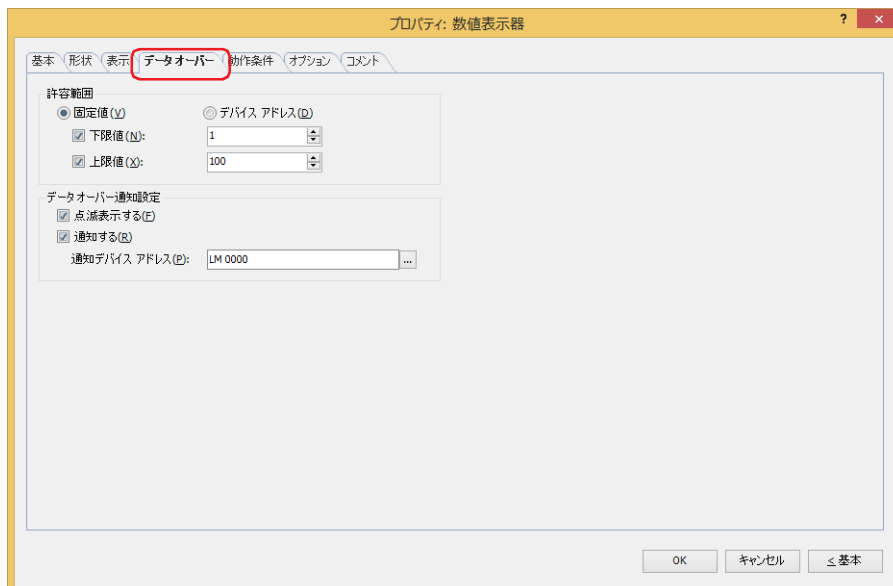 プロパティ: 数値表示器 ? ×
基本 形状 表示 データオーバー 動作条件 オプション コメント
許容範囲
固定値(V) デバイス アドレス(D)
下限値(N): 1
上限値(X): 100
データオーバー通知設定
点滅表示する(F)
通知する(R)
通知デバイス アドレス(P): LM 0000 ...
OK キャンセル < 基本